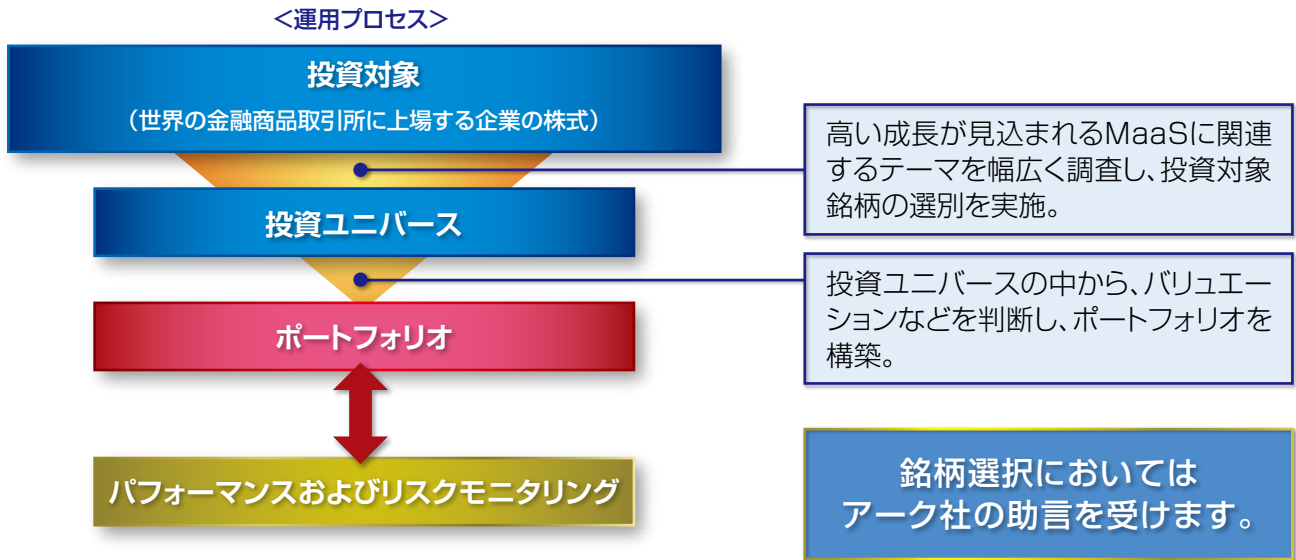 ＜運用プロセス＞
投資対象
（世界の金融商品取引所に上場する企業の株式）
高い成長が見込まれるMaaSに関連
するテーマを幅広く調査し、投資対象
銘柄の選別を実施。
投資ユニバース
投資ユニバースの中から、バリュエー
ションなどを判断し、ポートフォリオを
構築。
ポートフォリオ
パフォーマンスおよびリスクモニタリング
銘柄選択においては
アーク社の助言を受けます。